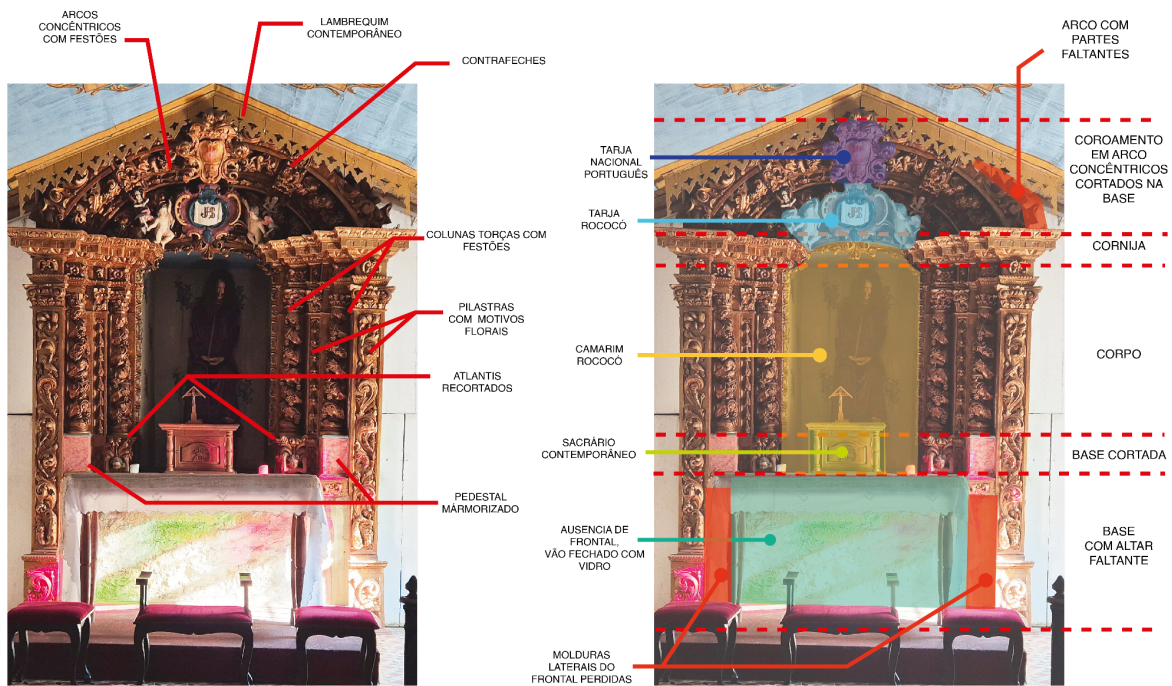 ARCOS
CONCÊNTRICOS
COM FESTÕES
LAMBREQUIM
CONTEMPORÂNEO
CONTRAFECHES
COLUNAS TORÇAS COM
FESTÕES
PILASTRAS
COM MOTIVOS
FLORAIS
ATLANTIS
RECORTADOS
PEDESTAL
MÁRMORIZADO
ARCO COM
PARTES
FALTANTES
TARJA
NACIONAL
PORTUGUÊS
TARJA
ROCOCÓ
CAMARIM
ROCOCÓ
SACRÁRIO
CONTEMPORÂNEO
AUSENCIA DE
FRONTAL,
VÃO FECHADO COM
VIDRO
MOLDURAS
LATERAIS DO
FRONTAL PERDIDAS
COROAMENTO
EM ARCO
CONCÊNTRICOS
CORTADOS NA
BASE
CORNIJA
CORPO
BASE CORTADA
BASE
COM ALTAR
FALTANTE